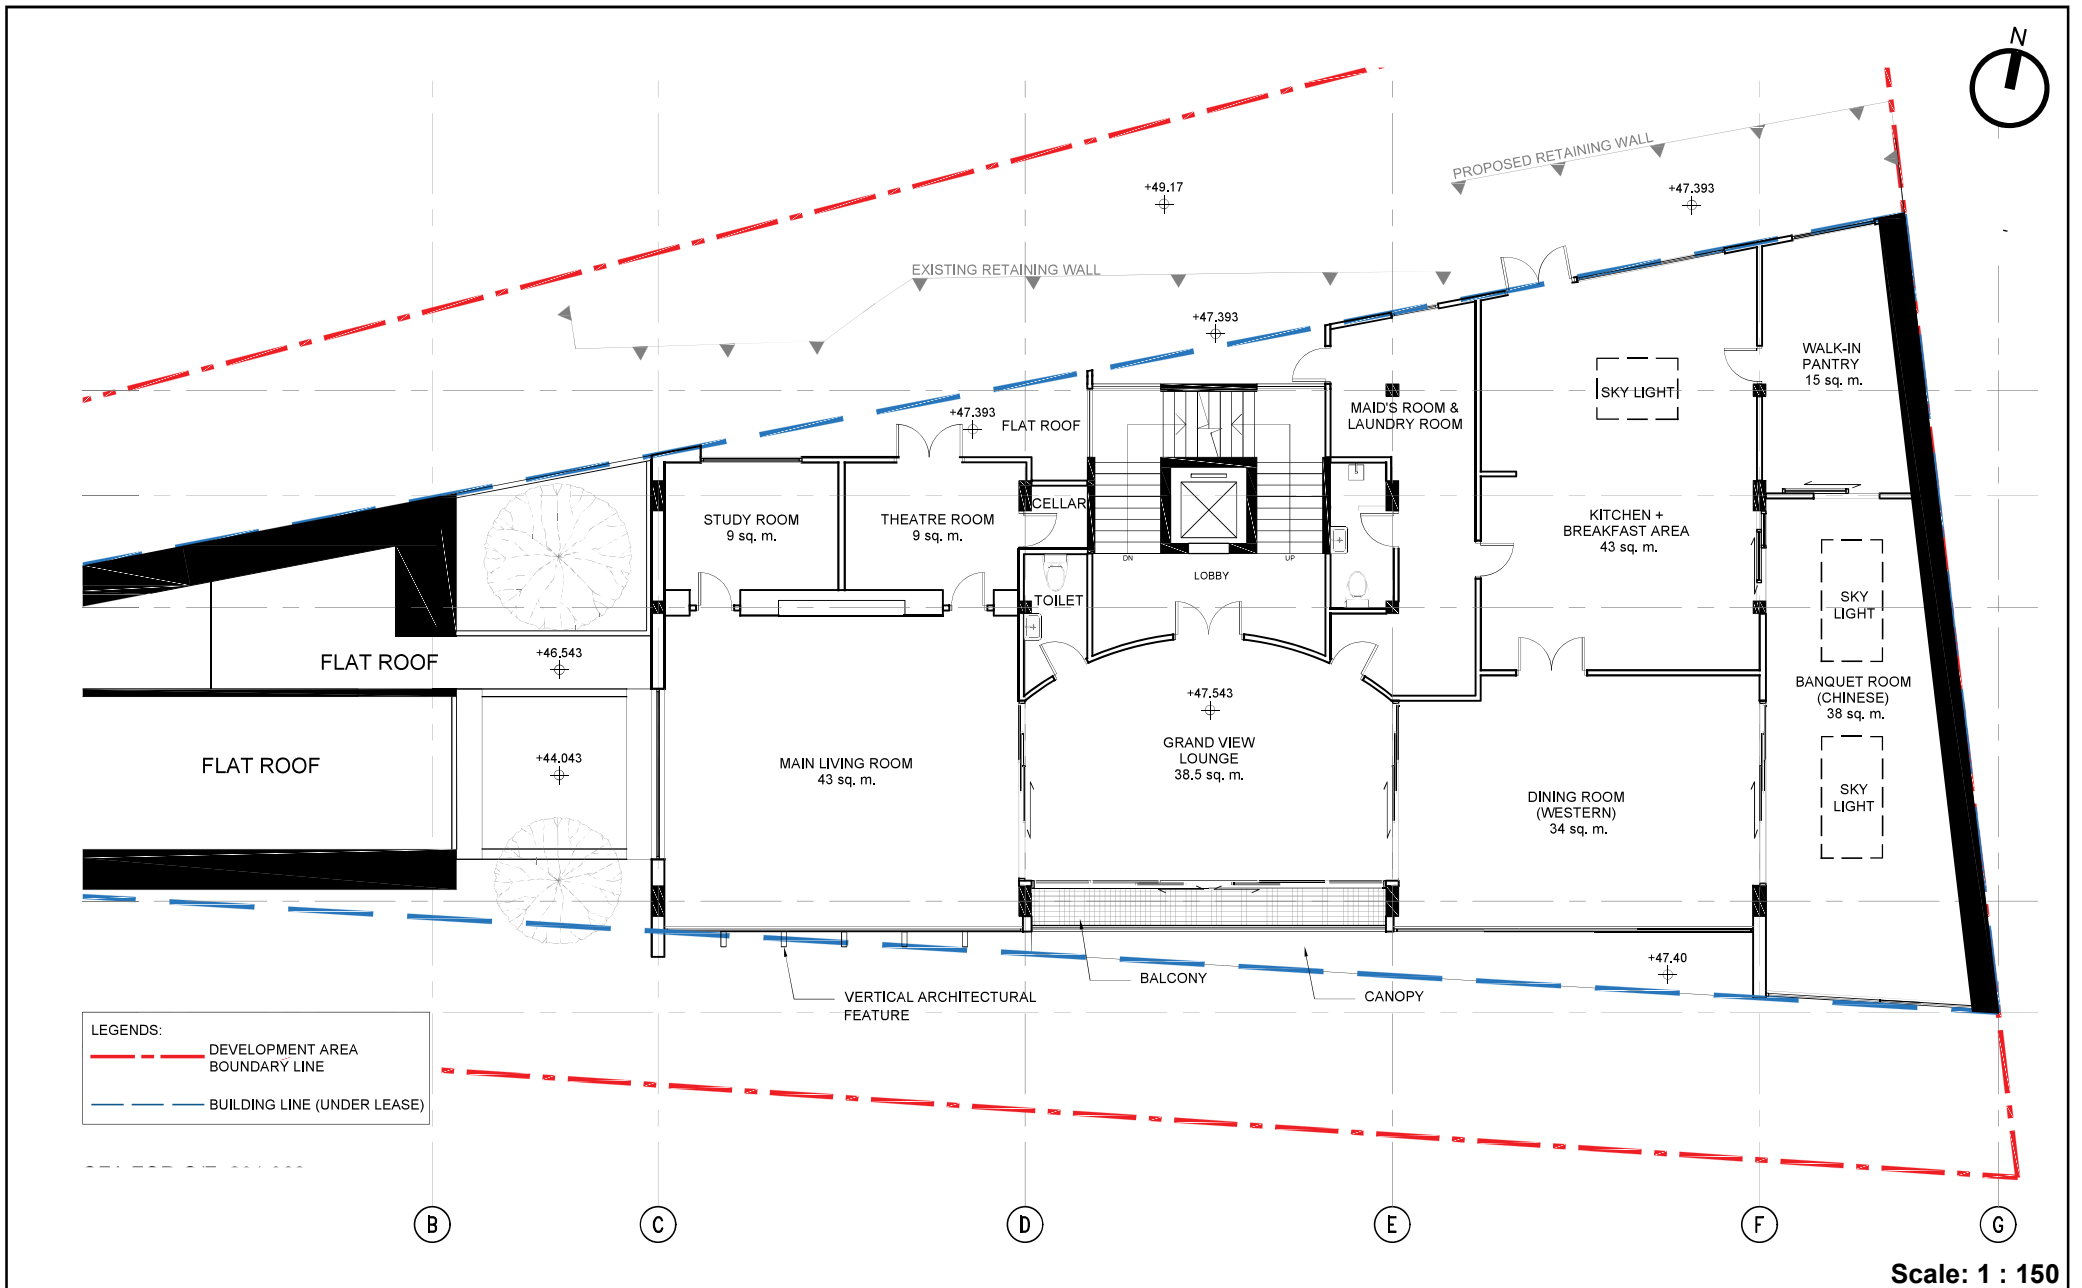 N
PROPOSED RETAINING WALL
+49.17
+47.393
EXISTING RETAINING WALL
+47.393
WALK-IN
PANTRY
15 sq. m.
SKY LIGHT
+47.393
FLAT ROOF
MAID'S ROOM &
LAUNDRY ROOM
CELLAR
STUDY ROOM
9 sq. m.
THEATRE ROOM
9 sq. m.
KITCHEN +
BREAKFAST AREA
43 sq. m.
DN
UP
LOBBY
TOILET
SKY
LIGHT
FLAT ROOF
+46.543
+47.543
BANQUET ROOM
(CHINESE)
38 sq. m.
FLAT ROOF
+44.043
MAIN LIVING ROOM
43 sq. m.
GRAND VIEW
LOUNGE
38.5 sq. m.
DINING ROOM
(WESTERN)
34 sq. m.
SKY
LIGHT
+47.40
BALCONY
CANOPY
VERTICAL ARCHITECTURAL
FEATURE
LEGENDS:
DEVELOPMENT AREA
BOUNDARY LINE
BUILDING LINE (UNDER LEASE)
B
C
D
E
F
G
Scale: 1 : 150